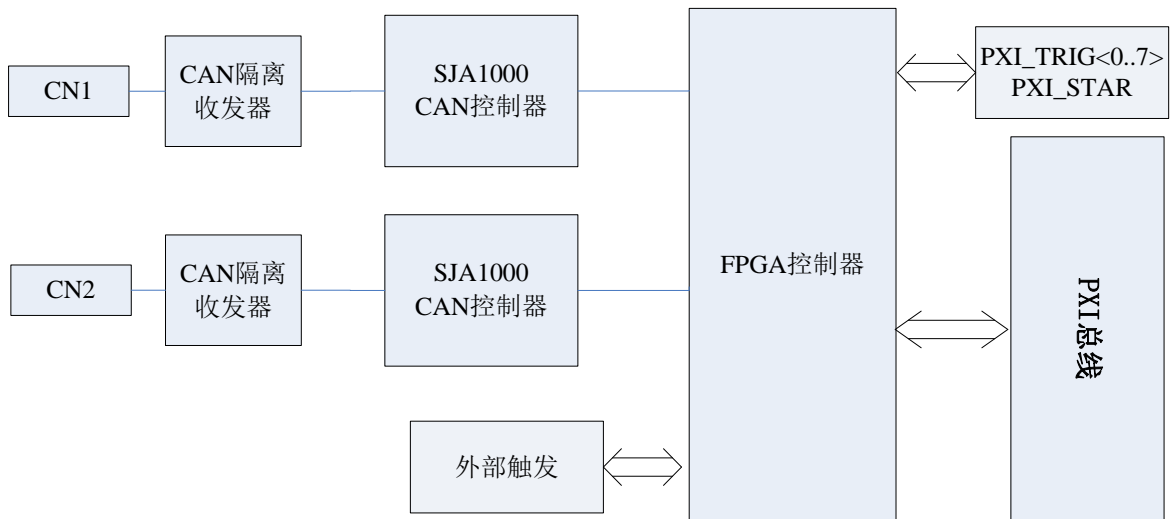 CN1
CAN隔离
收发器
SJA1000
CAN控制器
PXI_TRIG<0..7>
PXI_STAR
CN2
CAN隔离
收发器
SJA1000
CAN控制器
FPGA控制器
PXI总线
外部触发